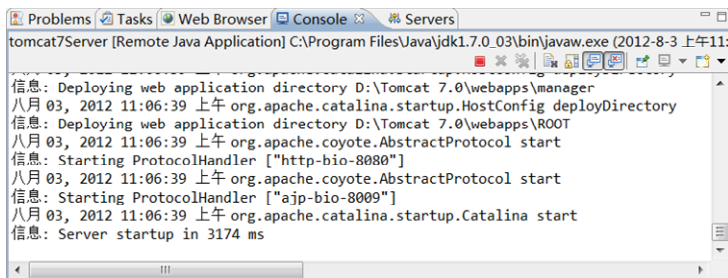 Problems Tasks Web Browser Console Servers
tomcat7Server [Remote Java Application] C:\Program Files\Java\jdk1.7.0_03\bin\javaw.exe (2012-8-3 上午11:
信息: Deploying web application directory D:\Tomcat 7.0\webapps\manager
八月 03, 2012 11:06:39 上午 org.apache.catalina.startup.HostConfig deployDirectory
信息: Deploying web application directory D:\Tomcat 7.0\webapps\ROOT
八月 03, 2012 11:06:39 上午 org.apache.coyote.AbstractProtocol start
信息: Starting ProtocolHandler ["http-bio-8080"]
八月 03, 2012 11:06:39 上午 org.apache.coyote.AbstractProtocol start
信息: Starting ProtocolHandler ["ajp-bio-8009"]
八月 03, 2012 11:06:39 上午 org.apache.catalina.startup.Catalina start
信息: Server startup in 3174 ms